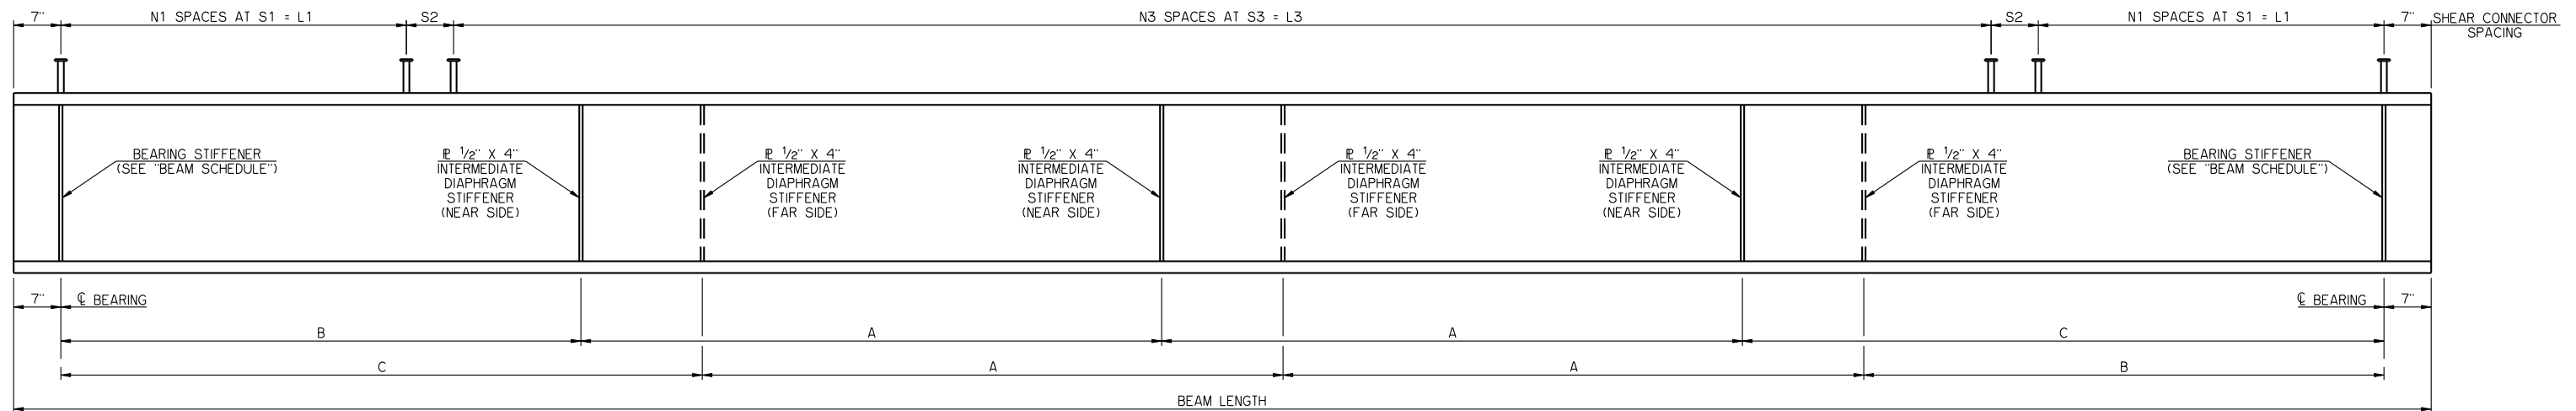 7" N1 SPACES AT S1 = L1 S2 N3 SPACES AT S3 = L3 S2 N1 SPACES AT S1 = L1 7" SHEAR CONNECTOR
SPACING
BEARING STIFFENER
(SEE "BEAM SCHEDULE")
℄ 1/2" X 4"
INTERMEDIATE
DIAPHRAGM
STIFFENER
(NEAR SIDE)
℄ 1/2" X 4"
INTERMEDIATE
DIAPHRAGM
STIFFENER
(FAR SIDE)
℄ 1/2" X 4"
INTERMEDIATE
DIAPHRAGM
STIFFENER
(NEAR SIDE)
℄ 1/2" X 4"
INTERMEDIATE
DIAPHRAGM
STIFFENER
(FAR SIDE)
℄ 1/2" X 4"
INTERMEDIATE
DIAPHRAGM
STIFFENER
(NEAR SIDE)
℄ 1/2" X 4"
INTERMEDIATE
DIAPHRAGM
STIFFENER
(FAR SIDE)
BEARING STIFFENER
(SEE "BEAM SCHEDULE")
7" ℄ BEARING ℄ BEARING 7"
B A A C
C A A B
BEAM LENGTH